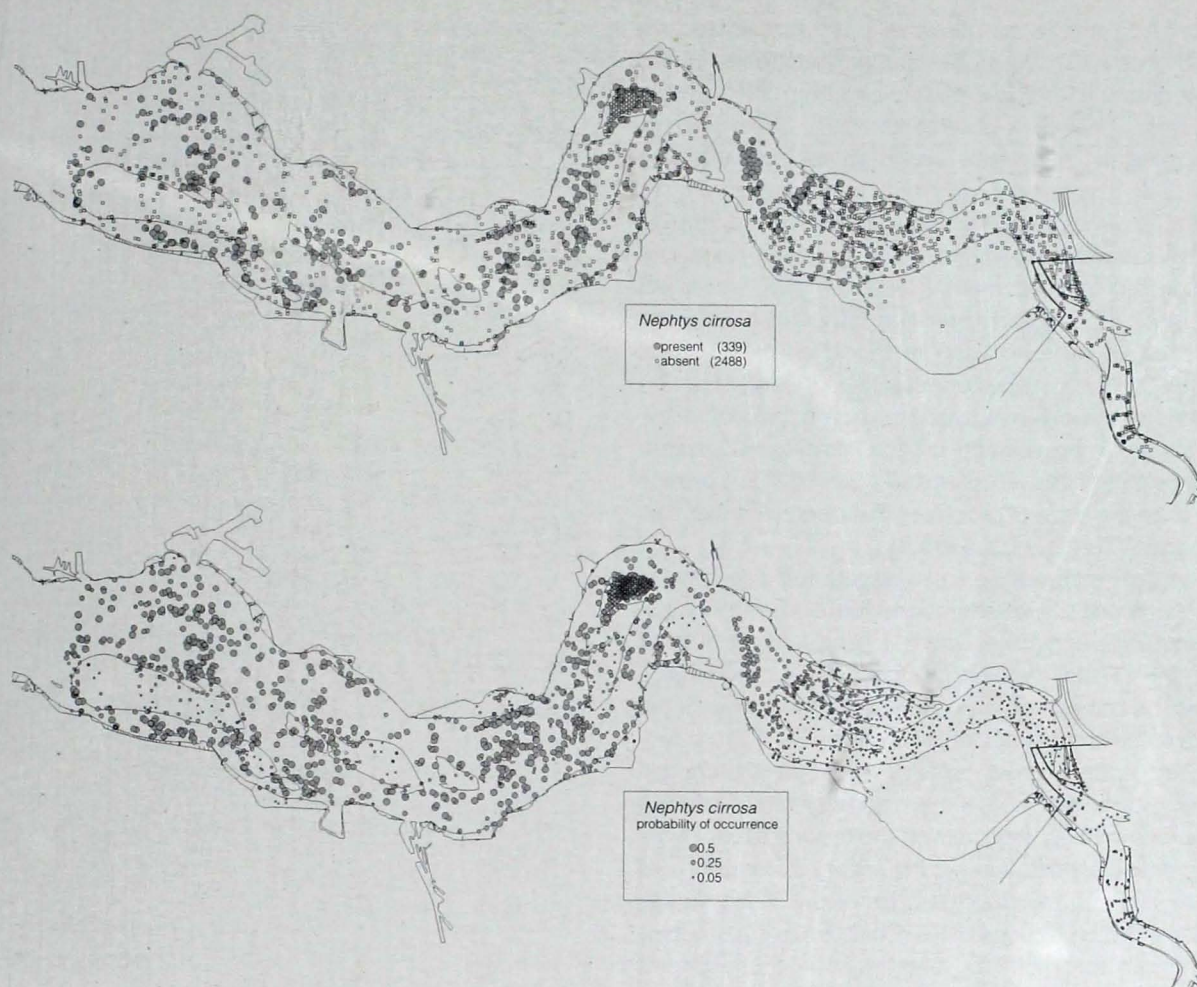 Nephtys cirrosa
present (339)
absent (2488)
Nephtys cirrosa
probability of occurrence
0.5
0.25
0.05